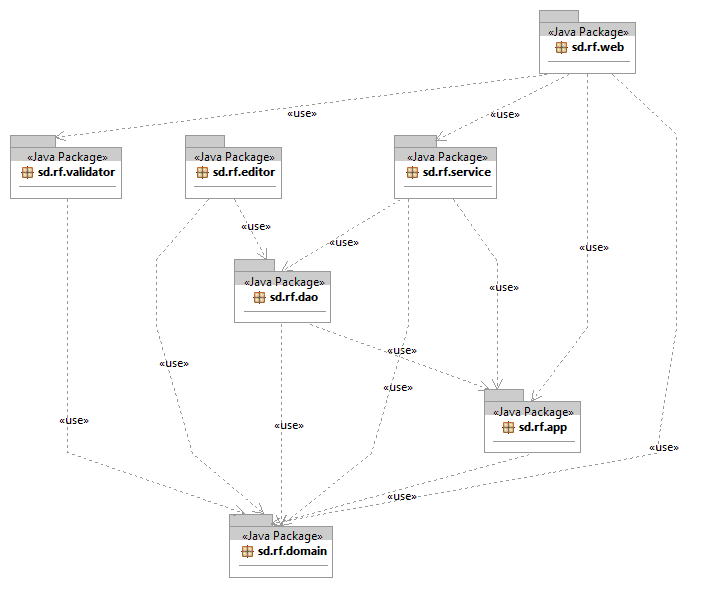 «Java Package»
sd.rf.web
«use»
«use»
«Java Package»
sd.rf.validator
«Java Package»
sd.rf.editor
«Java Package»
sd.rf.service
«use»
«use»
«use»
«Java Package»
sd.rf.dao
«use»
«use»
«use»
«use»
«Java Package»
sd.rf.app
«use»
«use»
«use»
«use»
«Java Package»
sd.rf.domain